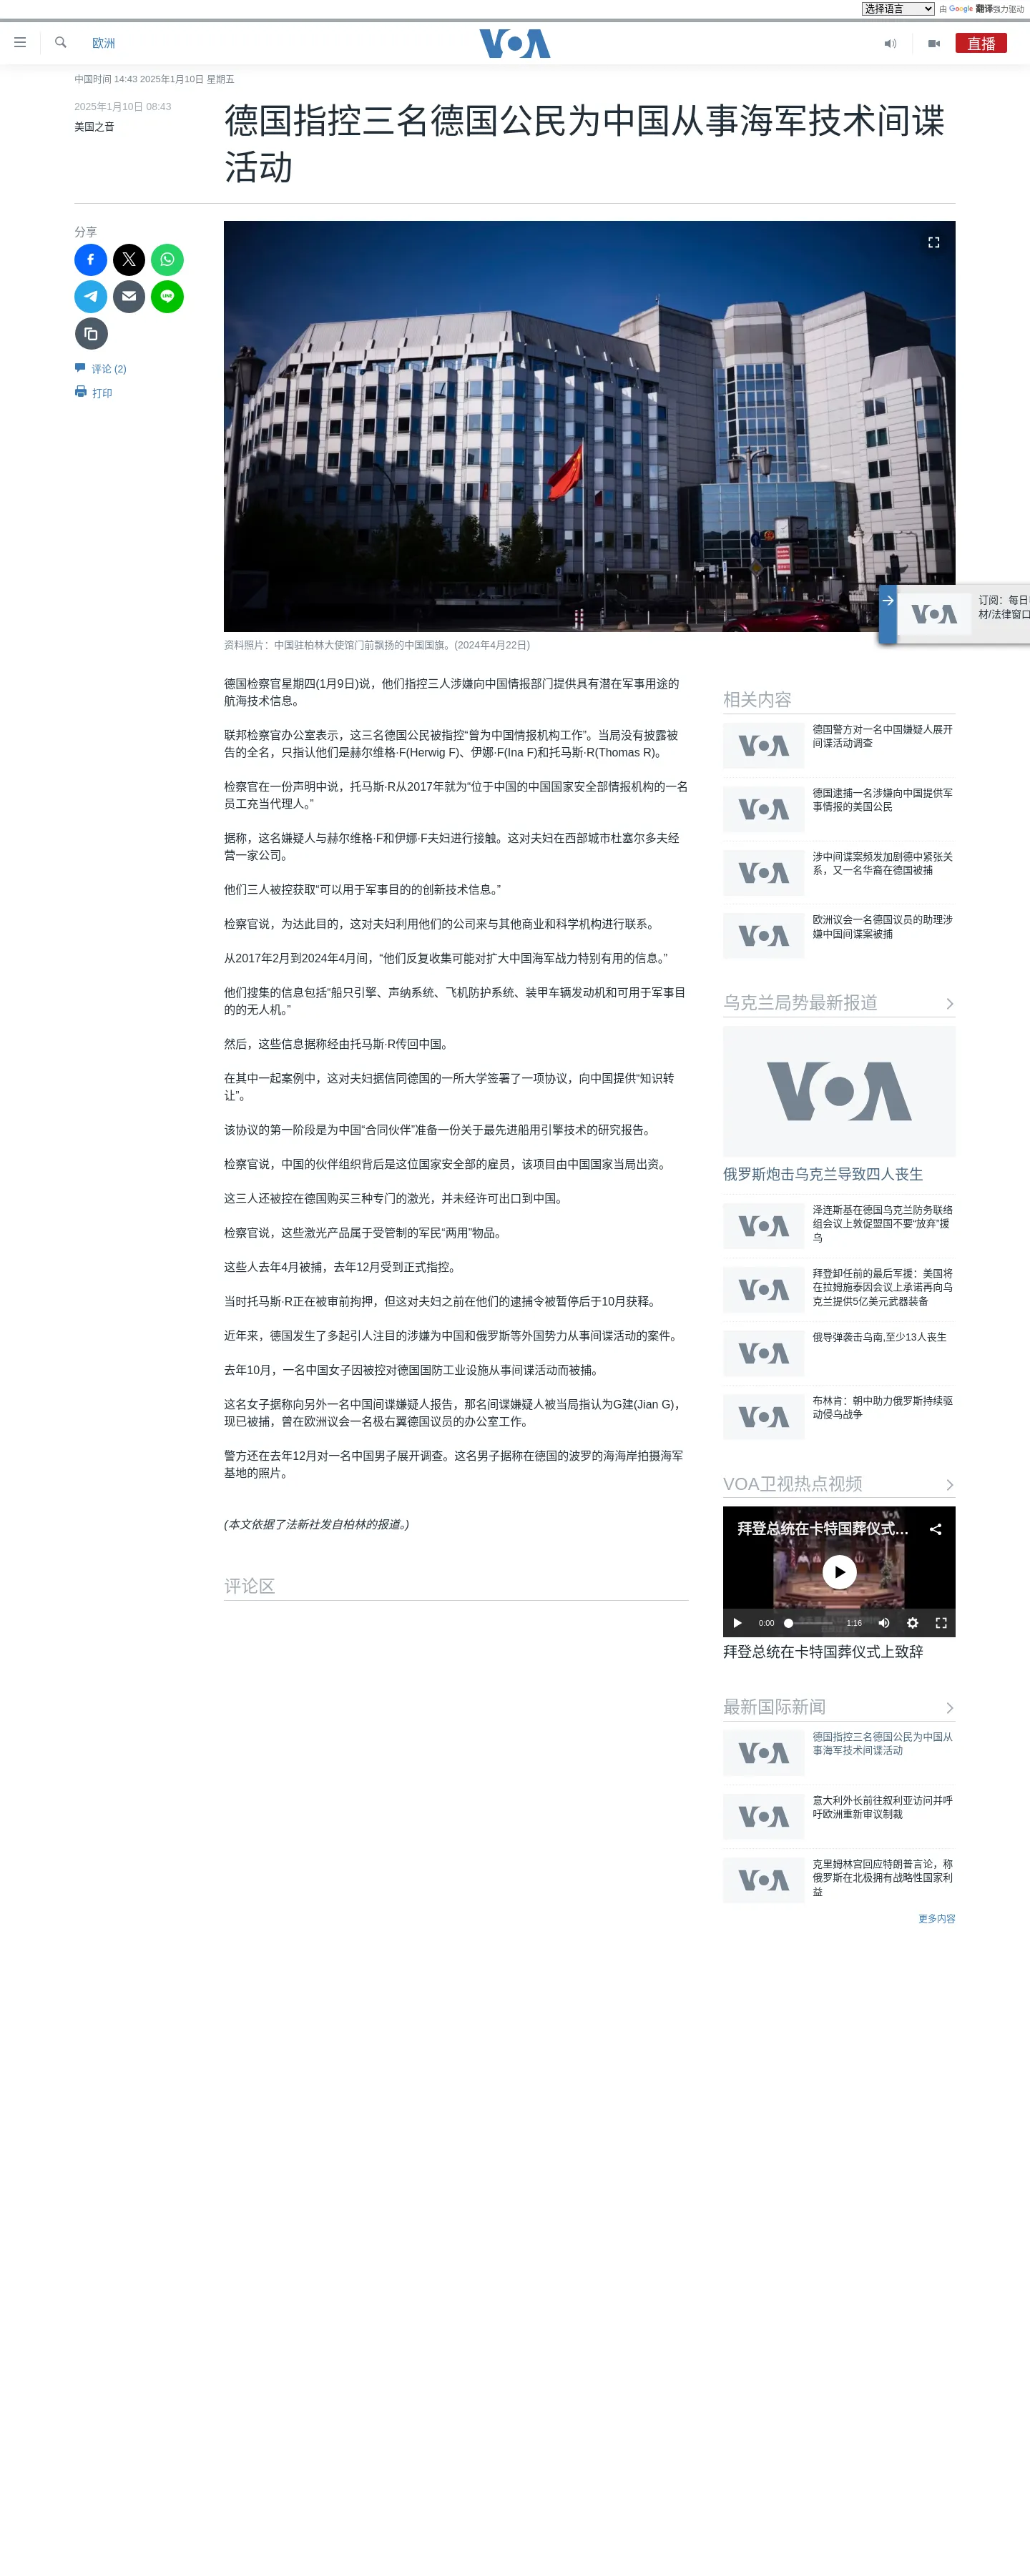 选择语言
由 Google 翻译强力驱动
欧洲
VOA
直播
中国时间 14:43 2025年1月10日 星期五
2025年1月10日 08:43
美国之音
德国指控三名德国公民为中国从事海军技术间谍
活动
分享
评论 (2)
打印
资料照片：中国驻柏林大使馆门前飘扬的中国国旗。(2024年4月22日)
VOA
订阅：每日
材/法律窗口
德国检察官星期四(1月9日)说，他们指控三人涉嫌向中国情报部门提供具有潜在军事用途的
航海技术信息。
联邦检察官办公室表示，这三名德国公民被指控“曾为中国情报机构工作”。当局没有披露被
告的全名，只指认他们是赫尔维格·F(Herwig F)、伊娜·F(Ina F)和托马斯·R(Thomas R)。
检察官在一份声明中说，托马斯·R从2017年就为“位于中国的中国国家安全部情报机构的一名
员工充当代理人。”
据称，这名嫌疑人与赫尔维格·F和伊娜·F夫妇进行接触。这对夫妇在西部城市杜塞尔多夫经
营一家公司。
他们三人被控获取“可以用于军事目的的创新技术信息。”
检察官说，为达此目的，这对夫妇利用他们的公司来与其他商业和科学机构进行联系。
从2017年2月到2024年4月间，“他们反复收集可能对扩大中国海军战力特别有用的信息。”
他们搜集的信息包括“船只引擎、声纳系统、飞机防护系统、装甲车辆发动机和可用于军事目
的的无人机。”
然后，这些信息据称经由托马斯·R传回中国。
在其中一起案例中，这对夫妇据信同德国的一所大学签署了一项协议，向中国提供“知识转
让”。
该协议的第一阶段是为中国“合同伙伴”准备一份关于最先进船用引擎技术的研究报告。
检察官说，中国的伙伴组织背后是这位国家安全部的雇员，该项目由中国国家当局出资。
这三人还被控在德国购买三种专门的激光，并未经许可出口到中国。
检察官说，这些激光产品属于受管制的军民“两用”物品。
这些人去年4月被捕，去年12月受到正式指控。
当时托马斯·R正在被审前拘押，但这对夫妇之前在他们的逮捕令被暂停后于10月获释。
近年来，德国发生了多起引人注目的涉嫌为中国和俄罗斯等外国势力从事间谍活动的案件。
去年10月，一名中国女子因被控对德国国防工业设施从事间谍活动而被捕。
这名女子据称向另外一名中国间谍嫌疑人报告，那名间谍嫌疑人被当局指认为G建(Jian G)，
现已被捕，曾在欧洲议会一名极右翼德国议员的办公室工作。
警方还在去年12月对一名中国男子展开调查。这名男子据称在德国的波罗的海海岸拍摄海军
基地的照片。
(本文依据了法新社发自柏林的报道。)
评论区
相关内容
VOA
德国警方对一名中国嫌疑人展开
间谍活动调查
VOA
德国逮捕一名涉嫌向中国提供军
事情报的美国公民
VOA
涉中间谍案频发加剧德中紧张关
系，又一名华裔在德国被捕
VOA
欧洲议会一名德国议员的助理涉
嫌中国间谍案被捕
乌克兰局势最新报道
VOA
俄罗斯炮击乌克兰导致四人丧生
VOA
泽连斯基在德国乌克兰防务联络
组会议上敦促盟国不要“放弃”援
乌
VOA
拜登卸任前的最后军援：美国将
在拉姆施泰因会议上承诺再向乌
克兰提供5亿美元武器装备
VOA
俄导弹袭击乌南,至少13人丧生
VOA
布林肯：朝中助力俄罗斯持续驱
动侵乌战争
VOA卫视热点视频
VOA
拜登总统在卡特国葬仪式...
0:00
1:16
拜登总统在卡特国葬仪式上致辞
最新国际新闻
VOA
德国指控三名德国公民为中国从
事海军技术间谍活动
VOA
意大利外长前往叙利亚访问并呼
吁欧洲重新审议制裁
VOA
克里姆林宫回应特朗普言论，称
俄罗斯在北极拥有战略性国家利
益
更多内容